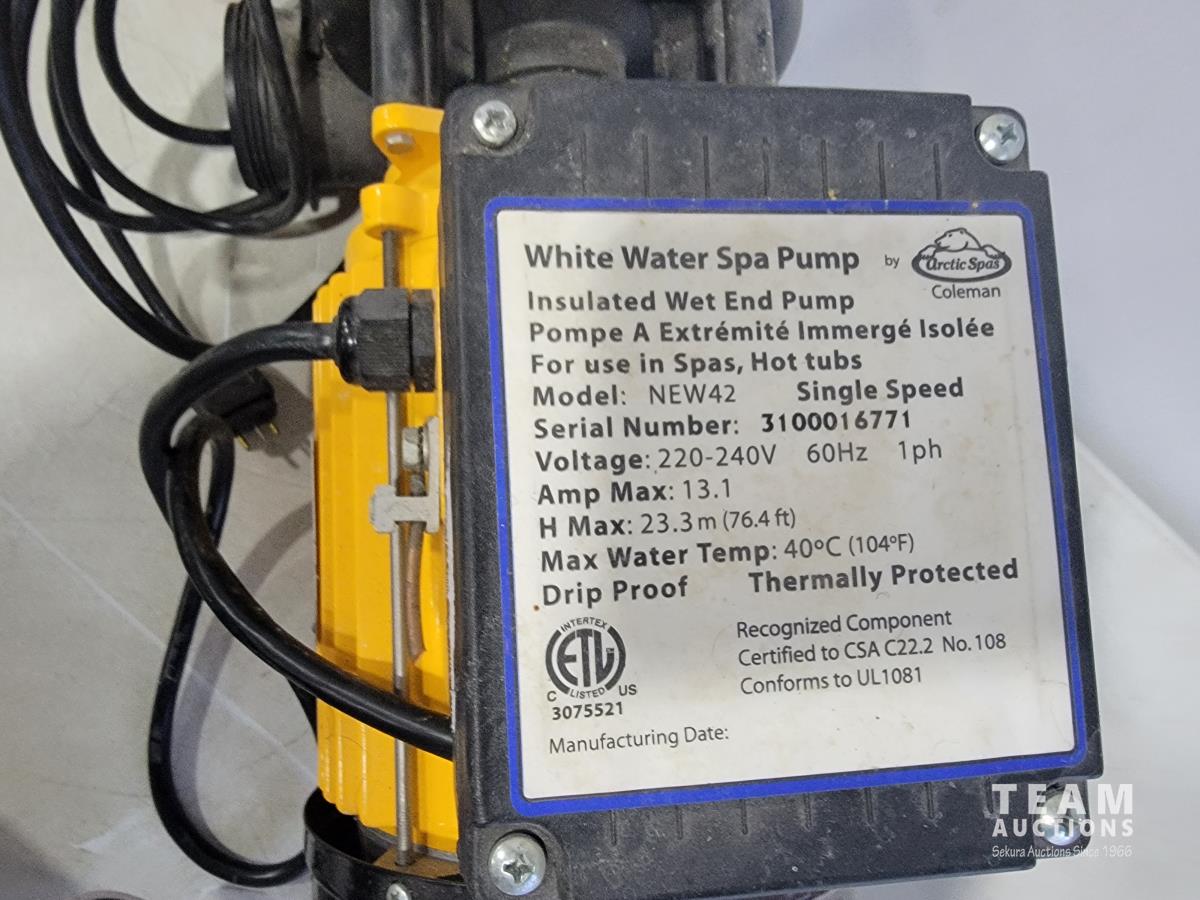 White Water Spa Pump by Arctic Spas
Coleman
Insulated Wet End Pump
Pompe A Extrémité Immergé Isolée
For use in Spas, Hot tubs
Model: NEW42 Single Speed
Serial Number: 3100016771
Voltage: 220-240V 60Hz 1ph
Amp Max: 13.1
H Max: 23.3 m (76.4 ft)
Max Water Temp: 40ºC (104ºF)
Drip Proof Thermally Protected
INTERTEK
ETL
C LISTED US
3075521
Recognized Component
Certified to CSA C22.2 No. 108
Conforms to UL1081
Manufacturing Date:
TEAM
AUCTIONS
Sekura Auctions Since 1966